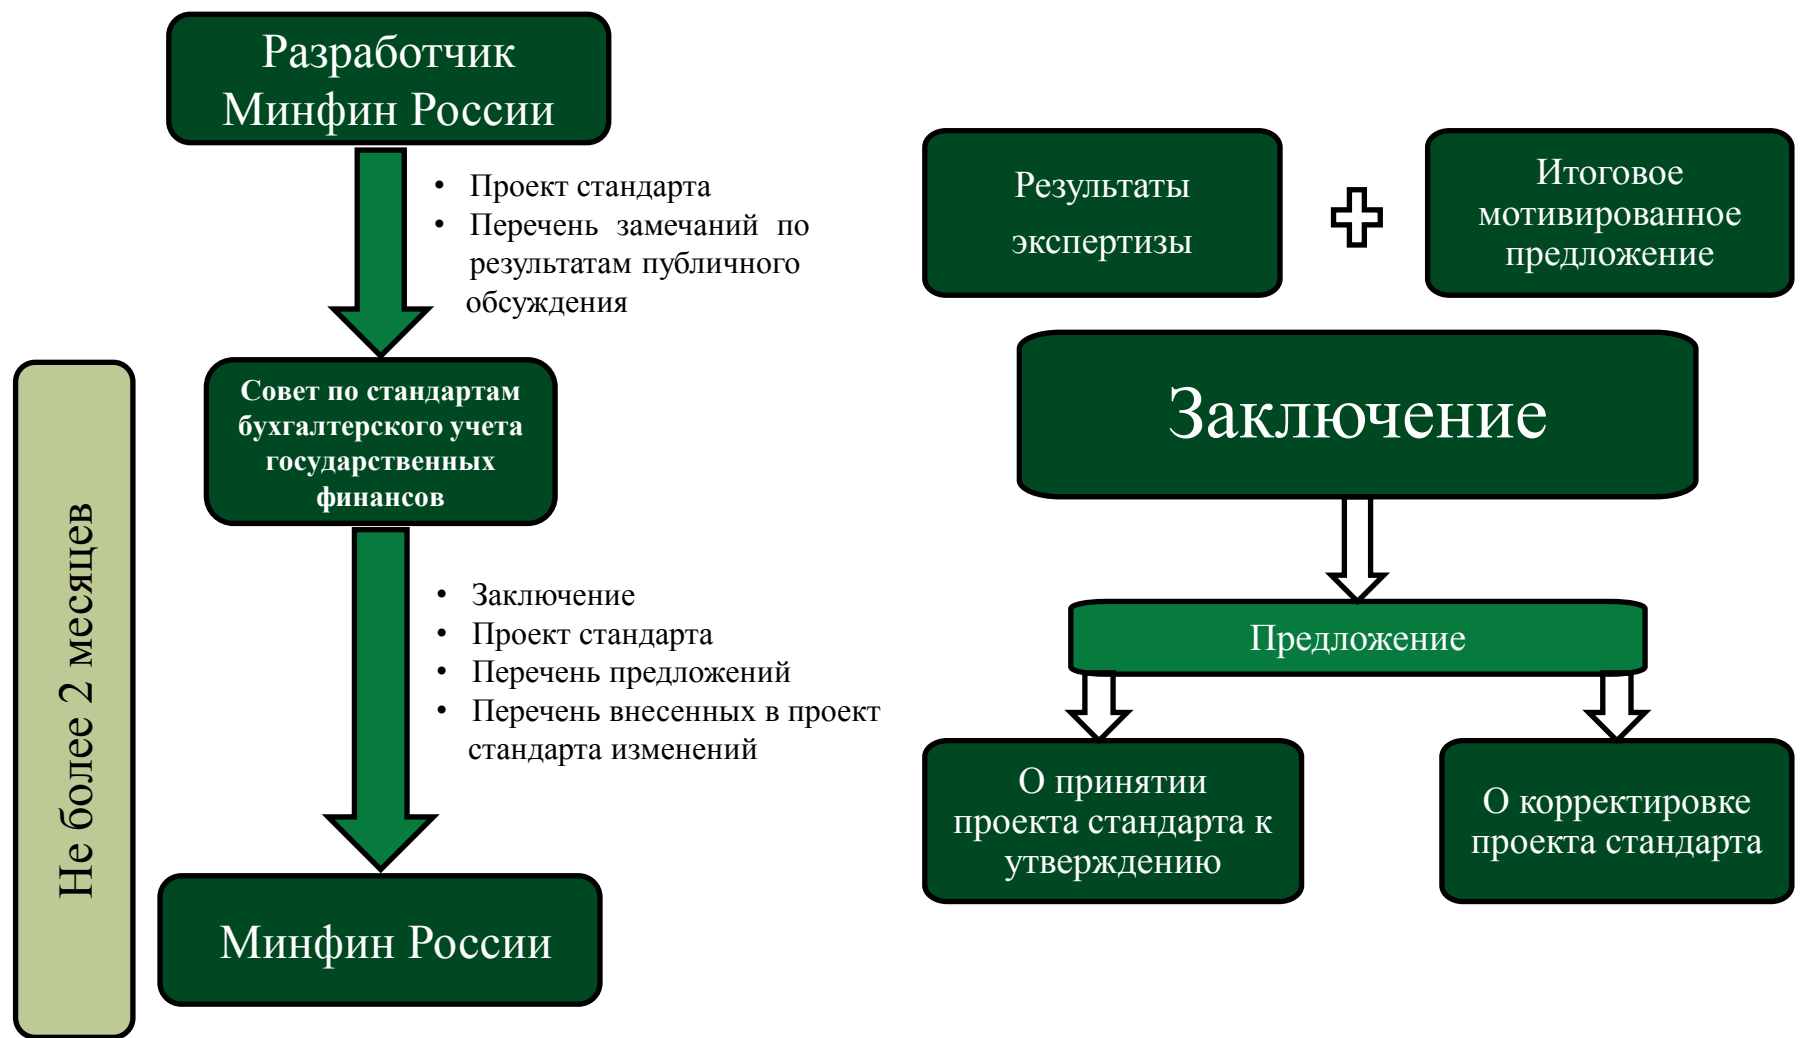 Разработчик
Минфин России
• Проект стандарта
• Перечень замечаний по
результатам публичного
обсуждения
Совет по стандартам
бухгалтерского учета
государственных
финансов
Не более 2 месяцев
• Заключение
• Проект стандарта
• Перечень предложений
• Перечень внесенных в проект
стандарта изменений
Минфин России
Результаты
экспертизы
Итоговое
мотивированное
предложение
Заключение
Предложение
О принятии
проекта стандарта к
утверждению
О корректировке
проекта стандарта